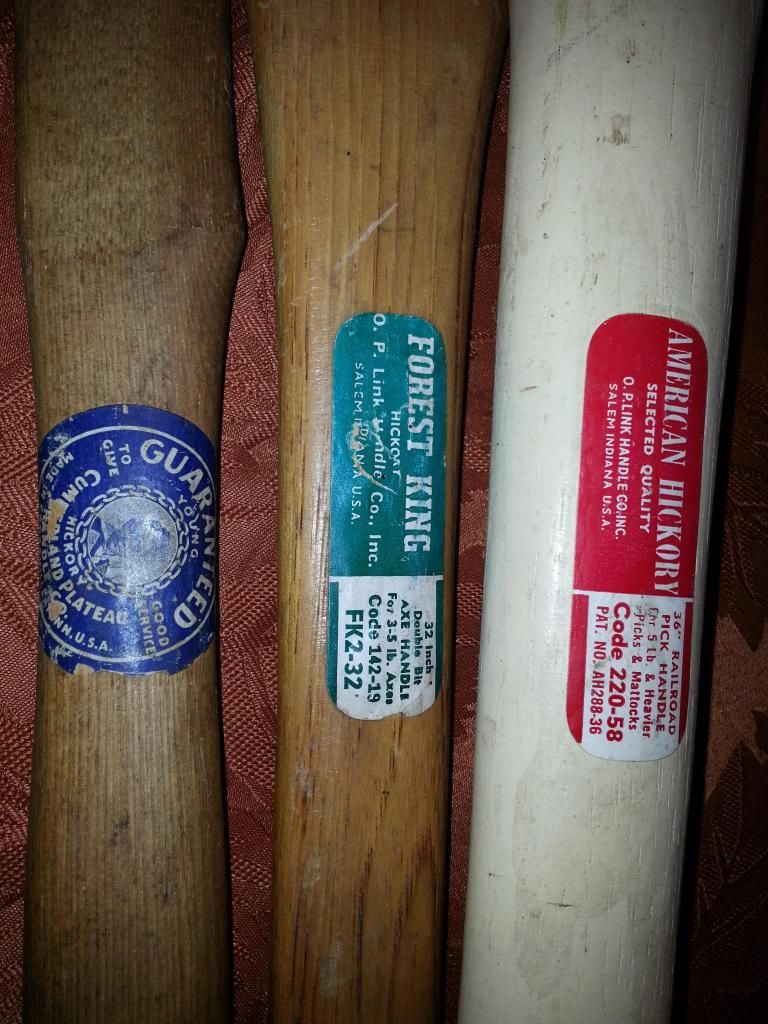 GUARANTEED
TO GIVE
GOOD SERVICE
YOUNG
HICKORY
PLATEAU
MADE
U.S.A.
FOREST KING
HICKORY
O. P. Link Handle Co., Inc.
SALEM, INDIANA U.S.A.
32 Inch
Double Bit
AXE HANDLE
For 3-5 lb. Axes
Code 142-19
FK2-32
AMERICAN HICKORY
SELECTED QUALITY
O. P. LINK HANDLE CO. INC.
SALEM INDIANA U.S.A.
36" RAILROAD
PICK HANDLE
For 5 lb. & Heavier
Picks & Mattocks
Code 220-58
PAT. NO. AH288-36